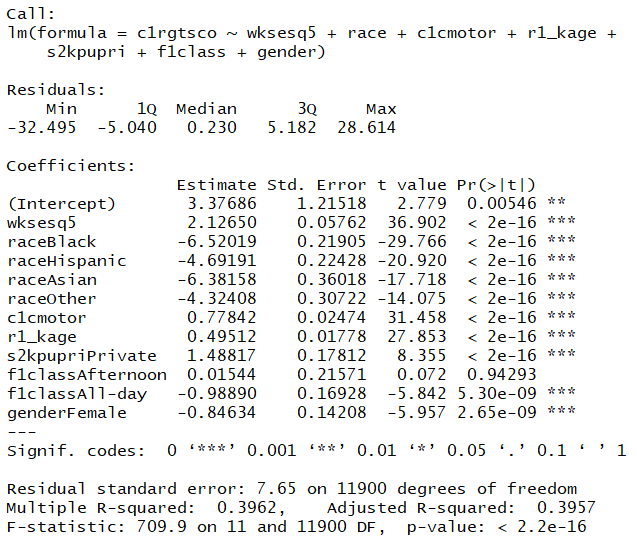 Call:
lm(formula = c1rgtsco ~ wksesq5 + race + c1cmotor + r1_kage +
    s2kpupri + f1class + gender)

Residuals:
    Min      1Q  Median      3Q     Max
-32.495  -5.040   0.230   5.182  28.614

Coefficients:
                 Estimate Std. Error t value Pr(>|t|)
(Intercept)       3.37686    1.21518   2.779  0.00546 **
wksesq5           2.12650    0.05762  36.902  < 2e-16 ***
raceBlack        -6.52019    0.21905 -29.766  < 2e-16 ***
raceHispanic     -4.69191    0.22428 -20.920  < 2e-16 ***
raceAsian        -6.38158    0.36018 -17.718  < 2e-16 ***
raceOther        -4.32408    0.30722 -14.075  < 2e-16 ***
c1cmotor          0.77842    0.02474  31.458  < 2e-16 ***
r1_kage           0.49512    0.01778  27.853  < 2e-16 ***
s2kpupriPrivate   1.48817    0.17812   8.355  < 2e-16 ***
f1classAfternoon  0.01544    0.21571   0.072  0.94293
f1classAll-day   -0.98890    0.16928  -5.842 5.30e-09 ***
genderFemale     -0.84634    0.14208  -5.957 2.65e-09 ***
---
Signif. codes:  0 ‘***’ 0.001 ‘**’ 0.01 ‘*’ 0.05 ‘.’ 0.1 ‘ ’ 1

Residual standard error: 7.65 on 11900 degrees of freedom
Multiple R-squared:  0.3962,    Adjusted R-squared:  0.3957
F-statistic: 709.9 on 11 and 11900 DF,  p-value: < 2.2e-16